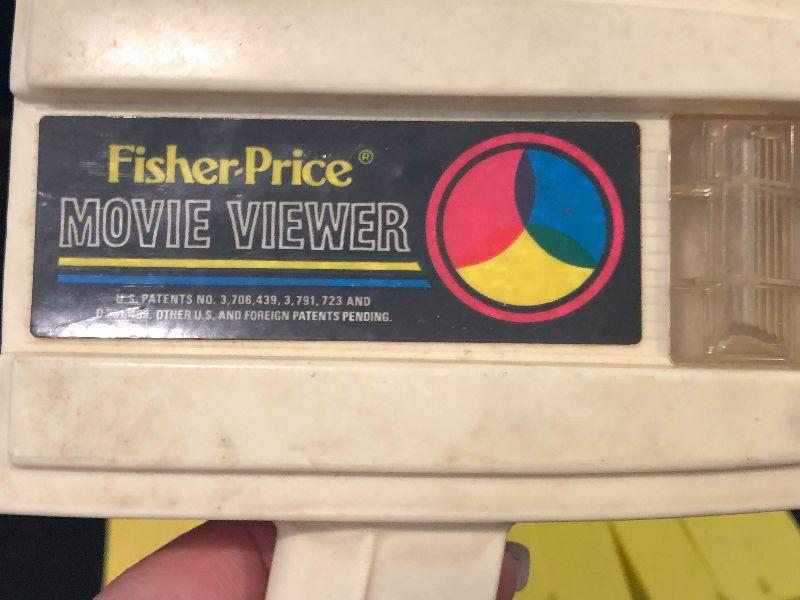 Fisher-Price®
MOVIE VIEWER
U.S. PATENTS NO. 3,706,439, 3,791,723 AND
OTHER U.S. AND FOREIGN PATENTS PENDING.